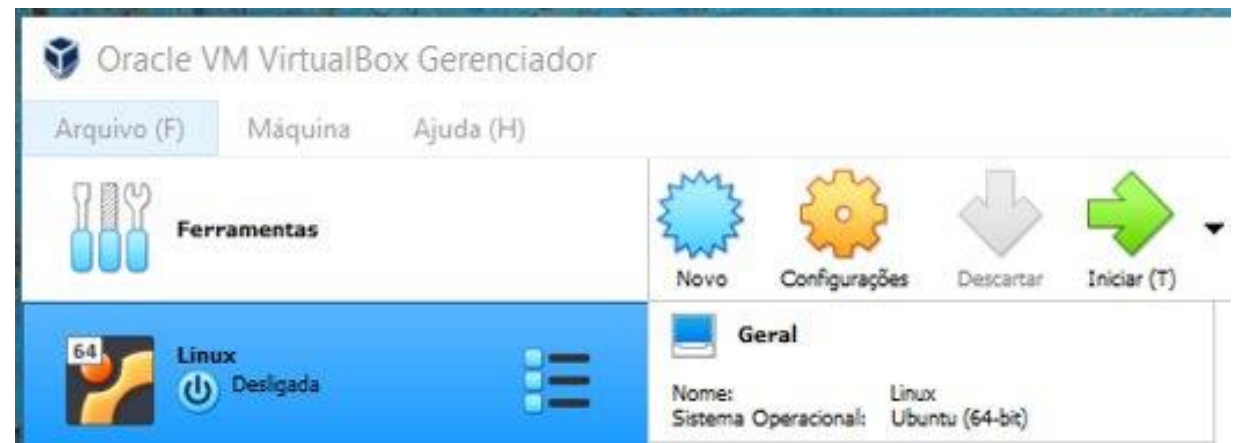 Oracle VM VirtualBox Gerenciador
Arquivo (F) Máquina Ajuda (H)
Ferramentas
Novo Configurações Descartar Iniciar (T)
64
Linux
Desligada
Geral
Nome: Linux
Sistema Operacional: Ubuntu (64-bit)